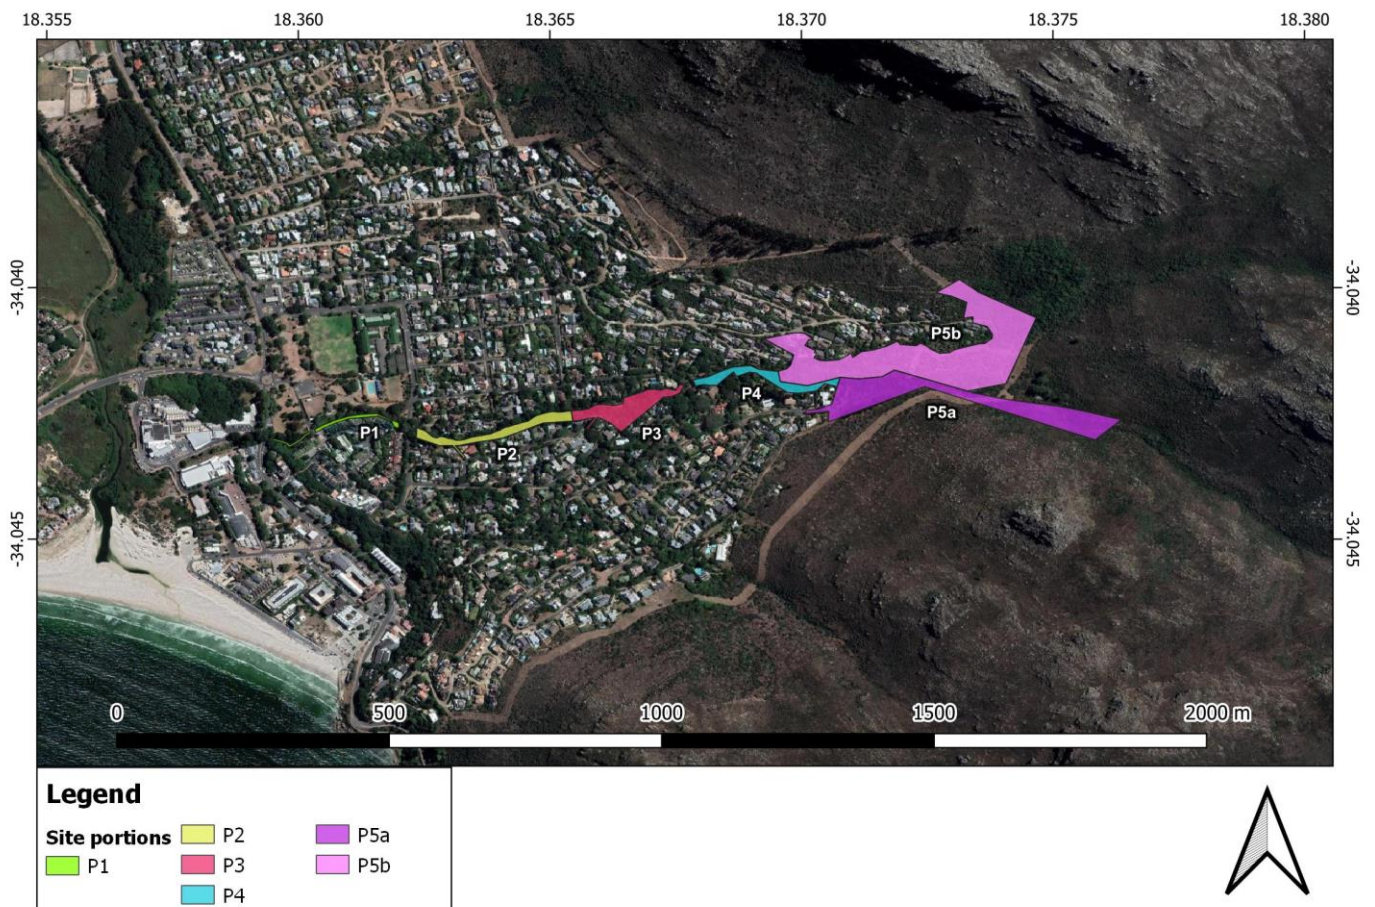 18.355 18.360 18.365 18.370 18.375 18.380
-34.040 -34.040
P5b
P4
P5a
P1
P3
P2
-34.045 -34.045
0 500 1000 1500 2000 m
Legend
Site portions
P1
P2
P3
P4
P5a
P5b